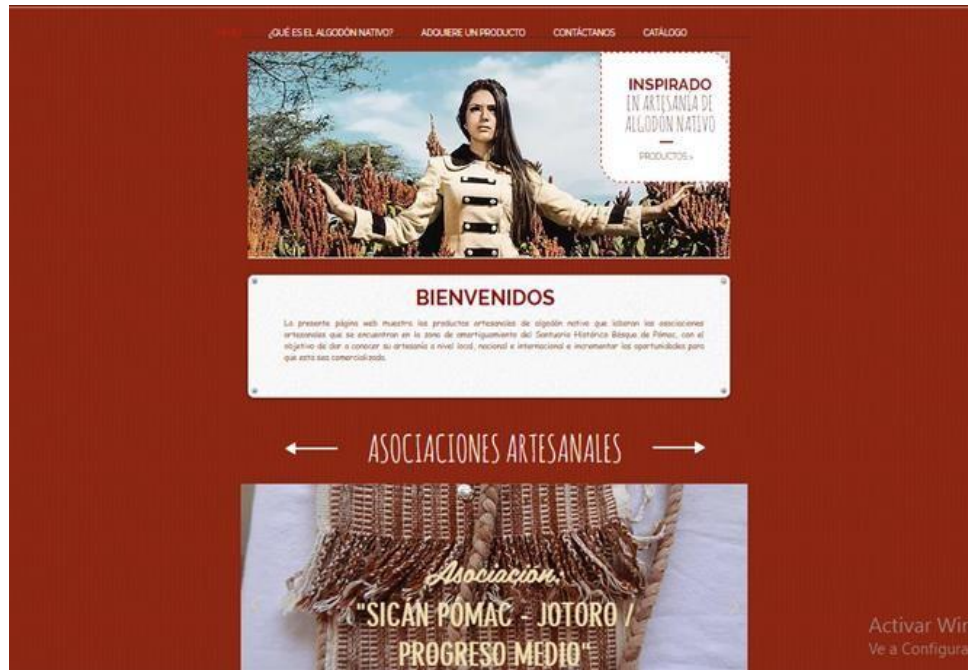 ¿QUÉ ES EL ALGODÓN NATIVO? ADQUIERE UN PRODUCTO CONTÁCTANOS CATÁLOGO
INSPIRADO
EN ARTESANÍA DE
ALGODÓN NATIVO
PRODUCTOS >
BIENVENIDOS
La presente página web muestra los productos artesanales de algodón nativo que laboran las asociaciones
artesanales que se encuentran en la zona de amortiguamiento del Santuario Histórico Bosque de Pómac, con el
objetivo de dar a conocer su artesanía a nivel local, nacional e internacional e incrementar las oportunidades para
que esta sea comercializada.
ASOCIACIONES ARTESANALES
Asociación:
"SICÁN PÓMAC - JOTORO /
PROGRESO MEDIO"
Activar Win
Ve a Configura